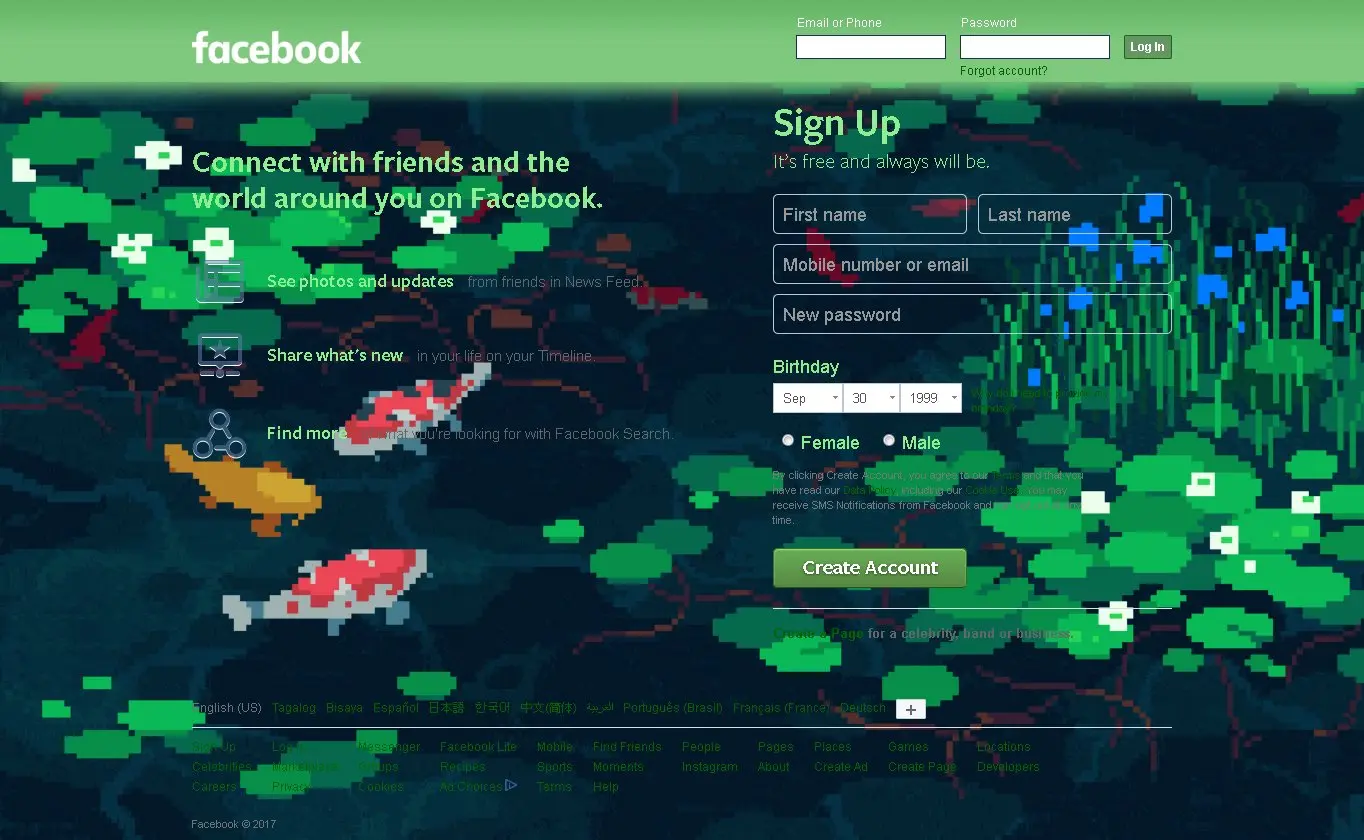 facebook
Email or Phone
Password
Log In
Forgot account?
Connect with friends and the
world around you on Facebook.
See photos and updates from friends in News Feed.
Share what's new in your life on your Timeline.
Find more you're looking for with Facebook Search.
Sign Up
It's free and always will be.
First name
Last name
Mobile number or email
New password
Birthday
Sep
30
1999
Female
Male
By clicking Create Account, you agree to our Terms and that you
have read our Data Policy, including our Cookie Use. You may
receive SMS Notifications from Facebook and
time.
Create Account
Create a Page for a celebrity, band or business.
English (US) Tagalog Bisaya Español 日本語 한국어 中文(简体) العربية Português (Brasil) Français (France) Deutsch +
Sign Up Log In Messenger Facebook Lite Mobile Find Friends People Pages Places Games Locations
Celebrities Marketplace Groups Recipes Sports Moments Instagram About Create Ad Create Page Developers
Careers Privacy Cookies Ad Choices Terms Help
Facebook © 2017